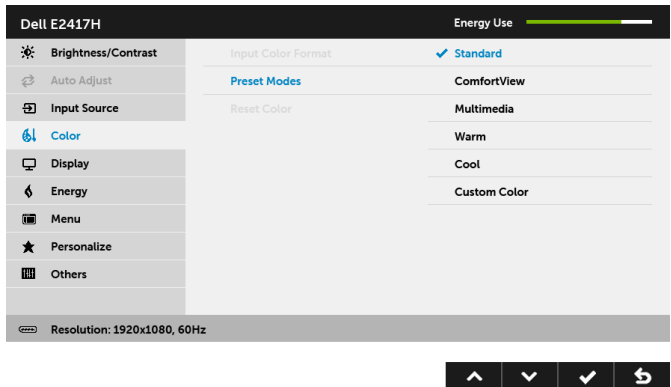 Dell E2417H
Energy Use
Brightness/Contrast
Input Color Format
Standard
Auto Adjust
Preset Modes
ComfortView
Input Source
Reset Color
Multimedia
Color
Warm
Display
Cool
Energy
Custom Color
Menu
Personalize
Others
Resolution: 1920x1080, 60Hz